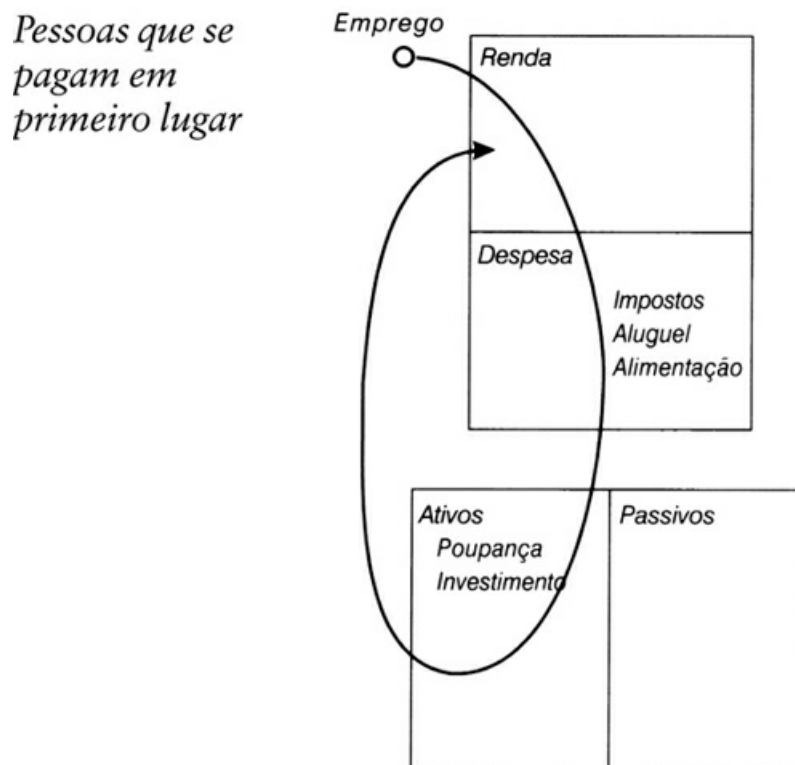 Pessoas que se
pagam em
primeiro lugar
Emprego
Renda
Despesa
Impostos
Aluguel
Alimentação
Ativos
Poupança
Investimento
Passivos